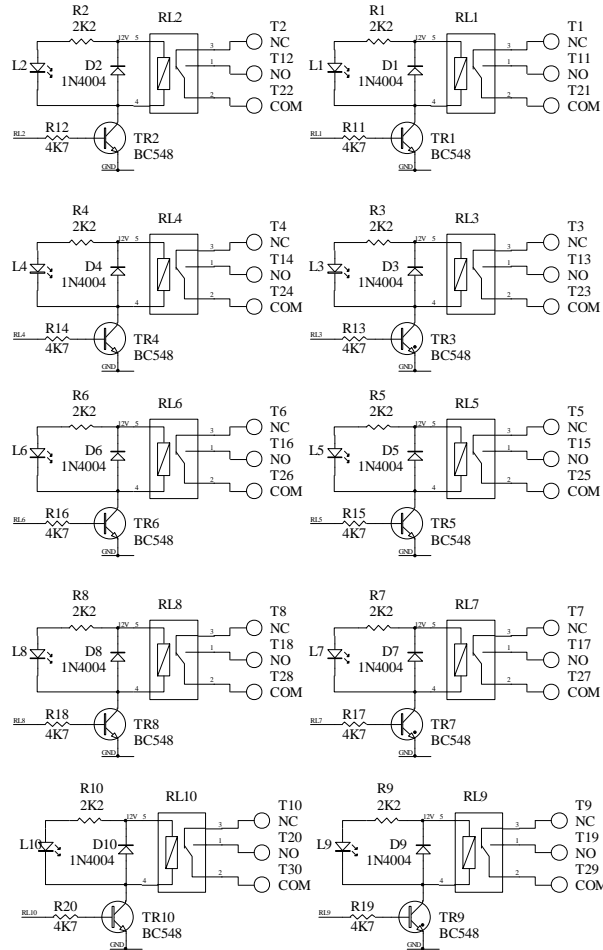 R2
2K2
12V 5
RL2
3
T2
NC
L2
D2
1N4004
1
T12
NO
T22
4
2
COM
RL2
R12
4K7
TR2
BC548
GND
R1
2K2
12V 5
RL1
3
T1
NC
L1
D1
1N4004
1
T11
NO
T21
4
2
COM
RL1
R11
4K7
TR1
BC548
GND
R4
2K2
12V 5
RL4
3
T4
NC
L4
D4
1N4004
1
T14
NO
T24
4
2
COM
RL4
R14
4K7
TR4
BC548
GND
R3
2K2
12V 5
RL3
3
T3
NC
L3
D3
1N4004
1
T13
NO
T23
4
2
COM
RL3
R13
4K7
TR3
BC548
GND
R6
2K2
12V 5
RL6
3
T6
NC
L6
D6
1N4004
1
T16
NO
T26
4
2
COM
RL6
R16
4K7
TR6
BC548
GND
R5
2K2
12V 5
RL5
3
T5
NC
L5
D5
1N4004
1
T15
NO
T25
4
2
COM
RL5
R15
4K7
TR5
BC548
GND
R8
2K2
12V 5
RL8
3
T8
NC
L8
D8
1N4004
1
T18
NO
T28
4
2
COM
RL8
R18
4K7
TR8
BC548
GND
R7
2K2
12V 5
RL7
3
T7
NC
L7
D7
1N4004
1
T17
NO
T27
4
2
COM
RL7
R17
4K7
TR7
BC548
GND
R10
2K2
12V 5
RL10
3
T10
NC
L10
D10
1N4004
1
T20
NO
T30
4
2
COM
RL10
R20
4K7
TR10
BC548
GND
R9
2K2
12V 5
RL9
3
T9
NC
L9
D9
1N4004
1
T19
NO
T29
4
2
COM
RL9
R19
4K7
TR9
BC548
GND